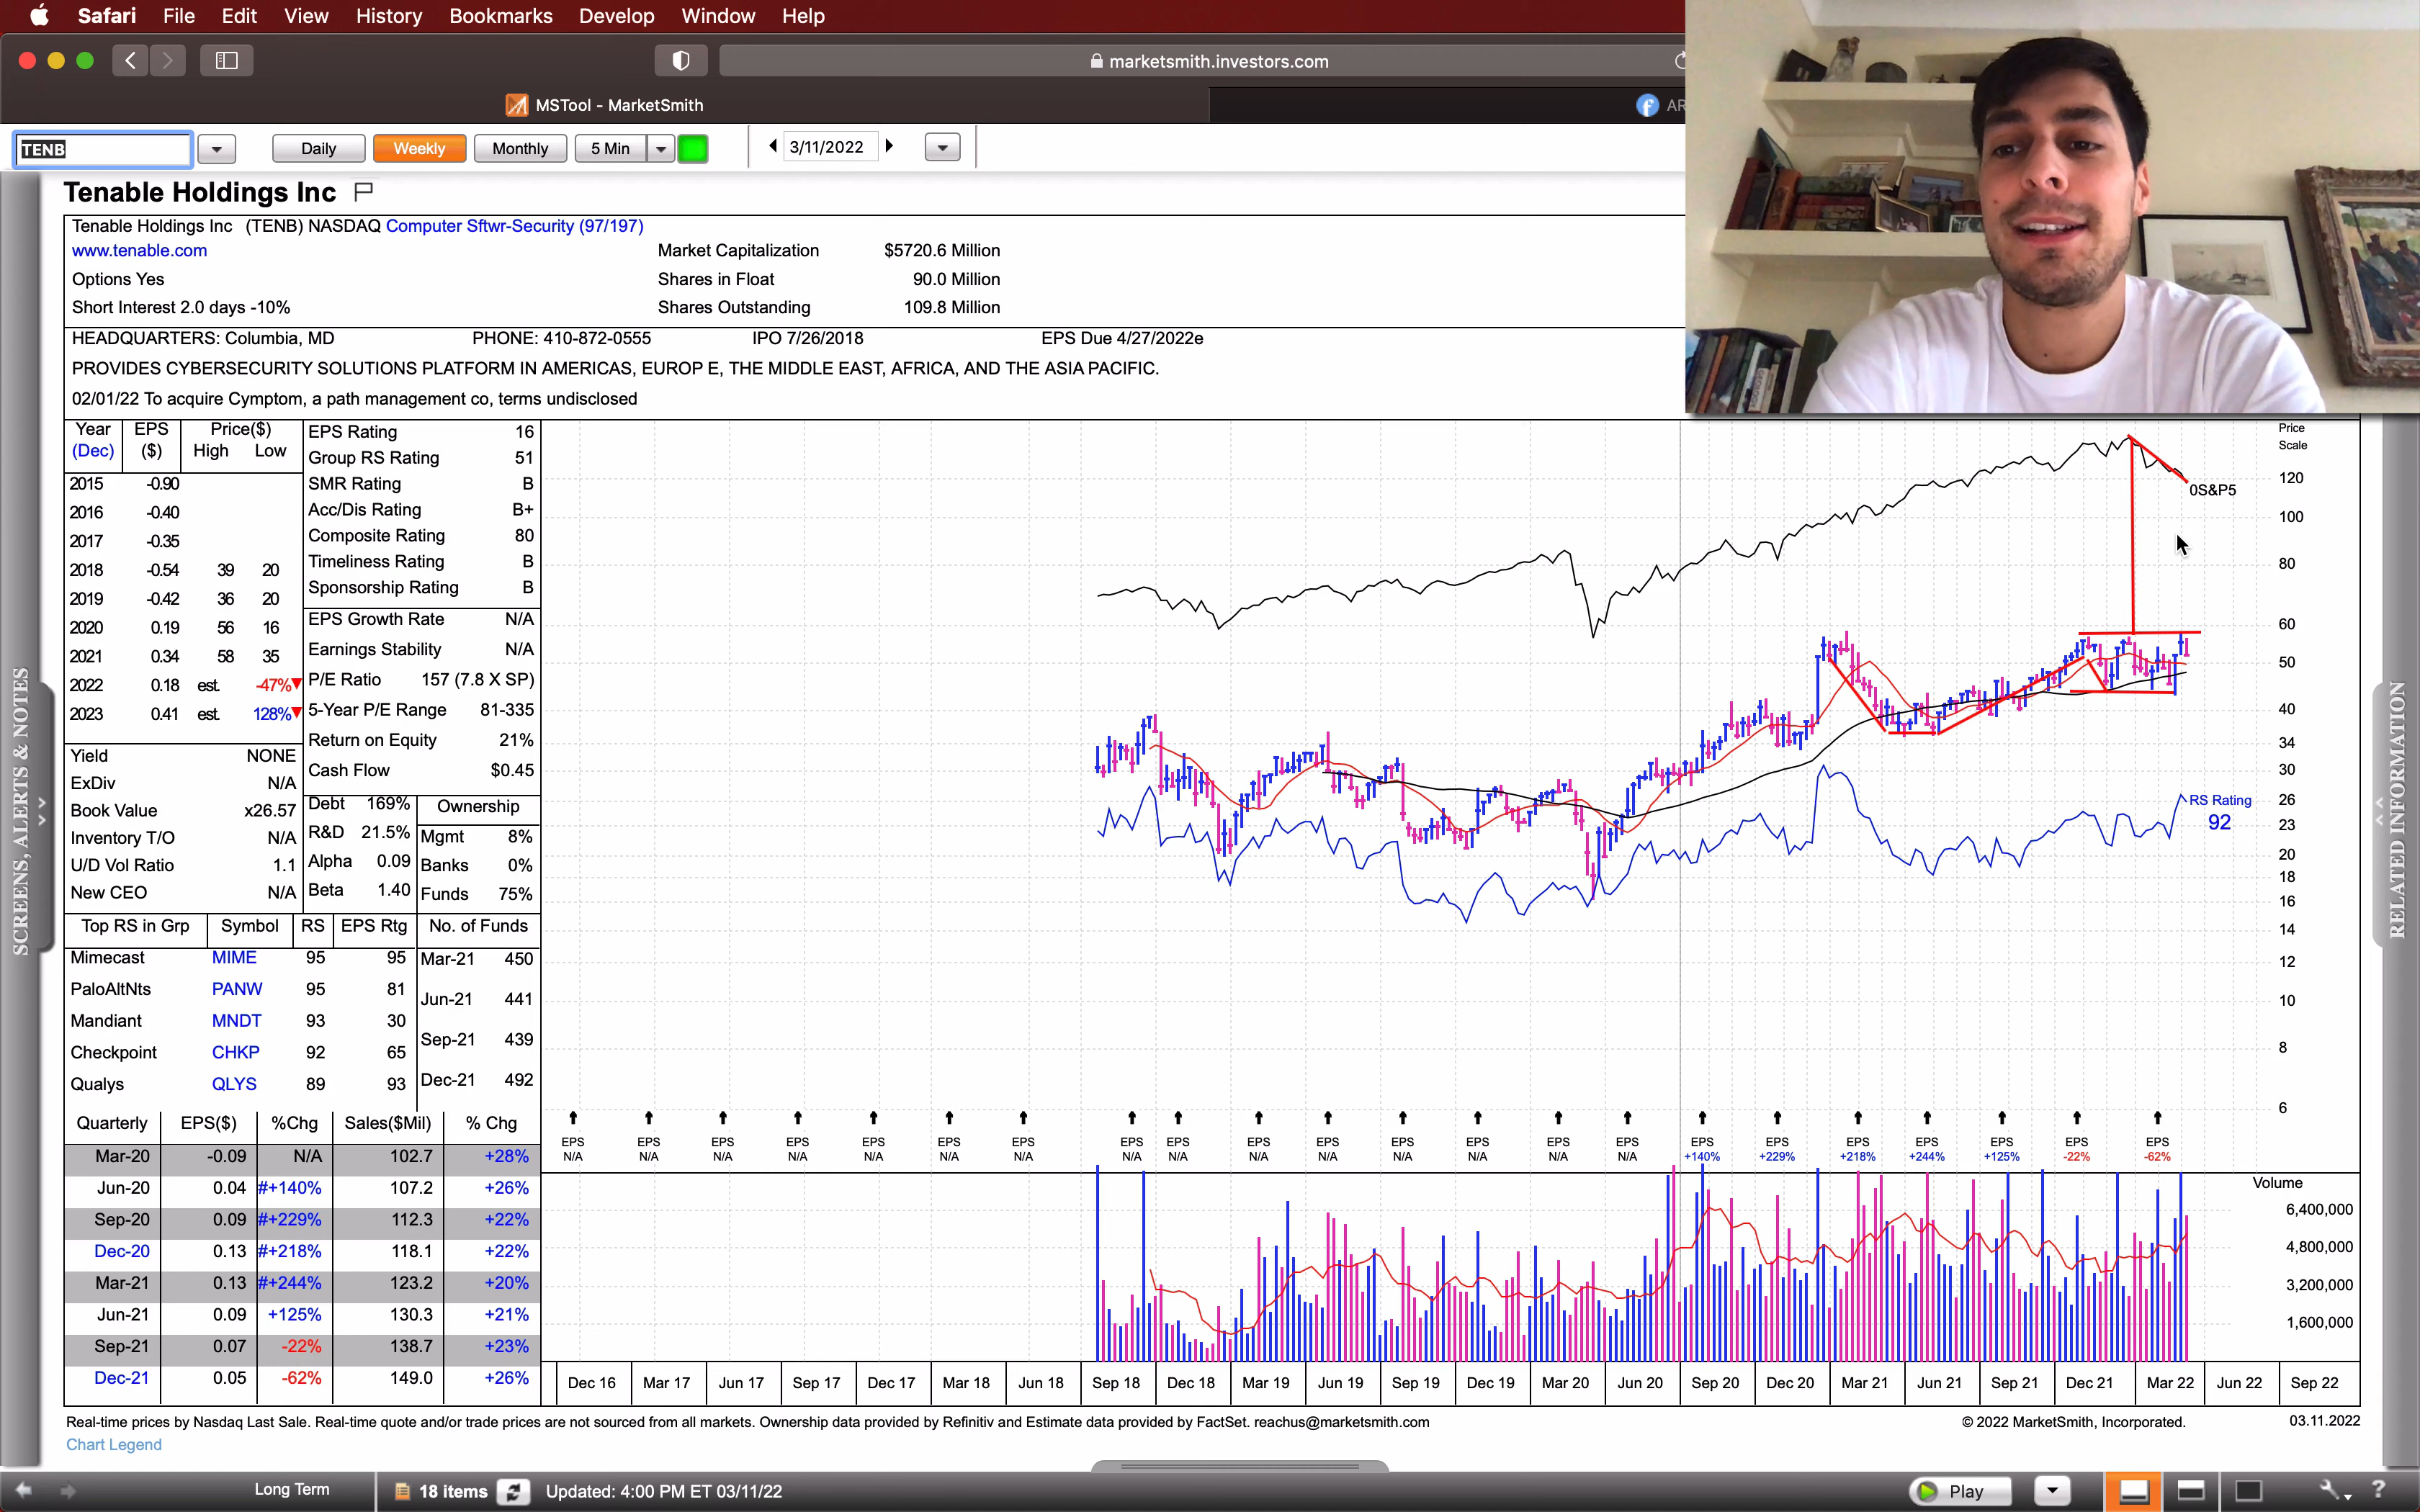 Safari File Edit View History Bookmarks Develop Window Help
marketsmith.investors.com
MSTool - MarketSmith
TENB Daily Weekly Monthly 5 Min 3/11/2022
Tenable Holdings Inc
Tenable Holdings Inc (TENB) NASDAQ Computer Sftwr-Security (97/197)
www.tenable.com Market Capitalization $5720.6 Million
Options Yes Shares in Float 90.0 Million
Short Interest 2.0 days -10% Shares Outstanding 109.8 Million
HEADQUARTERS: Columbia, MD PHONE: 410-872-0555 IPO 7/26/2018 EPS Due 4/27/2022e
PROVIDES CYBERSECURITY SOLUTIONS PLATFORM IN AMERICAS, EUROP E, THE MIDDLE EAST, AFRICA, AND THE ASIA PACIFIC.
02/01/22 To acquire Cymptom, a path management co, terms undisclosed
Year EPS Price($)
(Dec) ($) High Low
2015 -0.90
2016 -0.40
2017 -0.35
2018 -0.54 39 20
2019 -0.42 36 20
2020 0.19 56 16
2021 0.34 58 35
2022 0.18 est. -47%▼
2023 0.41 est. 128%▼
Yield NONE
ExDiv N/A
Book Value x26.57
Inventory T/O N/A
U/D Vol Ratio 1.1
New CEO N/A
EPS Rating 16
Group RS Rating 51
SMR Rating B
Acc/Dis Rating B+
Composite Rating 80
Timeliness Rating B
Sponsorship Rating B
EPS Growth Rate N/A
Earnings Stability N/A
P/E Ratio 157 (7.8 X SP)
5-Year P/E Range 81-335
Return on Equity 21%
Cash Flow $0.45
Debt 169%
R&D 21.5%
Alpha 0.09
Beta 1.40
Ownership
Mgmt 8%
Banks 0%
Funds 75%
Top RS in Grp Symbol RS EPS Rtg
Mimecast MIME 95 95
PaloAltNts PANW 95 81
Mandiant MNDT 93 30
Checkpoint CHKP 92 65
Qualys QLYS 89 93
No. of Funds
Mar-21 450
Jun-21 441
Sep-21 439
Dec-21 492
Quarterly EPS($) %Chg Sales($Mil) % Chg
Mar-20 -0.09 N/A 102.7 +28%
Jun-20 0.04 #+140% 107.2 +26%
Sep-20 0.09 #+229% 112.3 +22%
Dec-20 0.13 #+218% 118.1 +22%
Mar-21 0.13 #+244% 123.2 +20%
Jun-21 0.09 +125% 130.3 +21%
Sep-21 0.07 -22% 138.7 +23%
Dec-21 0.05 -62% 149.0 +26%
Price
Scale
120
0S&P5
100
80
60
50
40
34
30
26
RS Rating
92
23
20
18
16
14
12
10
8
6
EPS EPS EPS EPS EPS EPS EPS EPS EPS EPS EPS EPS EPS EPS EPS EPS EPS EPS EPS EPS EPS EPS
N/A N/A N/A N/A N/A N/A N/A N/A N/A N/A N/A N/A N/A N/A N/A +140% +229% +218% +244% +125% -22% -62%
Volume
6,400,000
4,800,000
3,200,000
1,600,000
Dec 16 Mar 17 Jun 17 Sep 17 Dec 17 Mar 18 Jun 18 Sep 18 Dec 18 Mar 19 Jun 19 Sep 19 Dec 19 Mar 20 Jun 20 Sep 20 Dec 20 Mar 21 Jun 21 Sep 21 Dec 21 Mar 22 Jun 22 Sep 22
Real-time prices by Nasdaq Last Sale. Real-time quote and/or trade prices are not sourced from all markets. Ownership data provided by Refinitiv and Estimate data provided by FactSet. reachus@marketsmith.com © 2022 MarketSmith, Incorporated. 03.11.2022
Chart Legend
SCREENS, ALERTS & NOTES
RELATED INFORMATION
Long Term 18 items Updated: 4:00 PM ET 03/11/22 Play ?